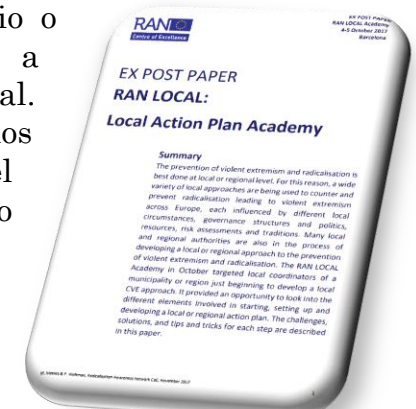 io o
a
al.
os
el
o
RAN
Centre of Excellence
EX POST PAPER
RAN LOCAL Academy
4-5 October 2017
Barcelona
EX POST PAPER
RAN LOCAL:
Local Action Plan Academy
Summary
The prevention of violent extremism and radicalisation is
best done at local or regional level. For this reason, a wide
variety of local approaches are being used to counter and
prevent radicalisation leading to violent extremism
across Europe, each influenced by different local
circumstances, governance structures and politics,
resources, risk assessments and traditions. Many local
and regional authorities are also in the process of
developing a local or regional approach to the prevention
of violent extremism and radicalisation. The RAN LOCAL
Academy in October targeted local coordinators of a
municipality or region just beginning to develop a local
CVE approach. It provided an opportunity to look into the
different elements involved in starting, setting up and
developing a local or regional action plan. The challenges,
solutions, and tips and tricks for each step are described
in this paper.
Radicalisation Awareness Network CoE, November 2017
1